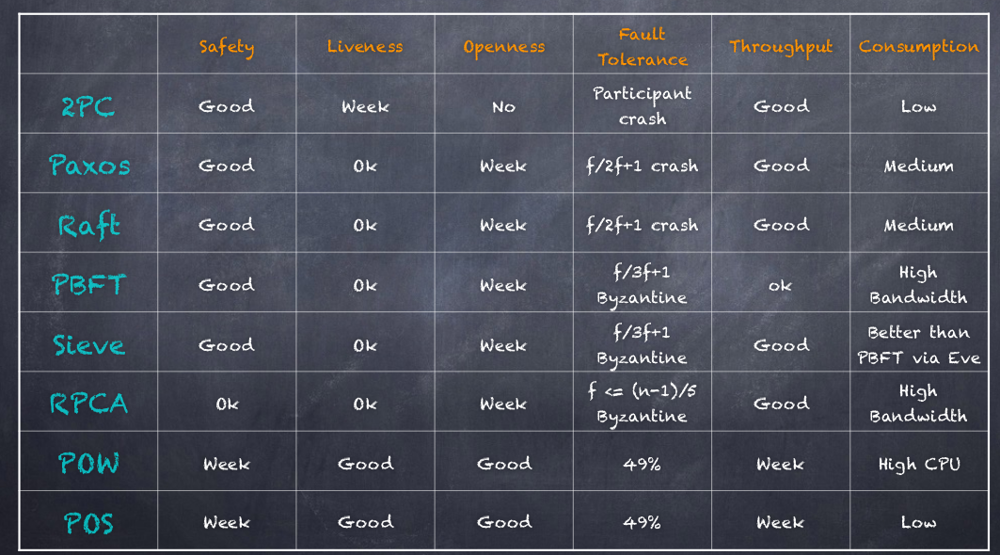 Safety Liveness Openness Fault Tolerance Throughput Consumption
2PC Good Week No Participant crash Good Low
Paxos Good Ok Week f/2f+1 crash Good Medium
Raft Good Ok Week f/2f+1 crash Good Medium
PBFT Good Ok Week f/3f+1 Byzantine ok High Bandwidth
Sieve Good Ok Week f/3f+1 Byzantine Good Better than PBFT via Eve
RPCA Ok Ok Week f <= (n-1)/5 Byzantine Good High Bandwidth
POW Week Good Good 49% Week High CPU
POS Week Good Good 49% Week Low